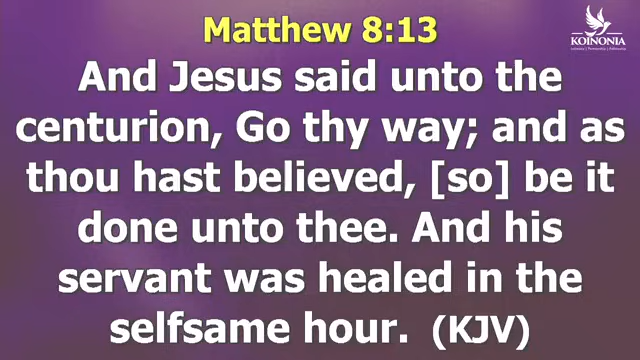 Matthew 8:13
KOINONIA
And Jesus said unto the
centurion, Go thy way; and as
thou hast believed, [so] be it
done unto thee. And his
servant was healed in the
selfsame hour. (KJV)